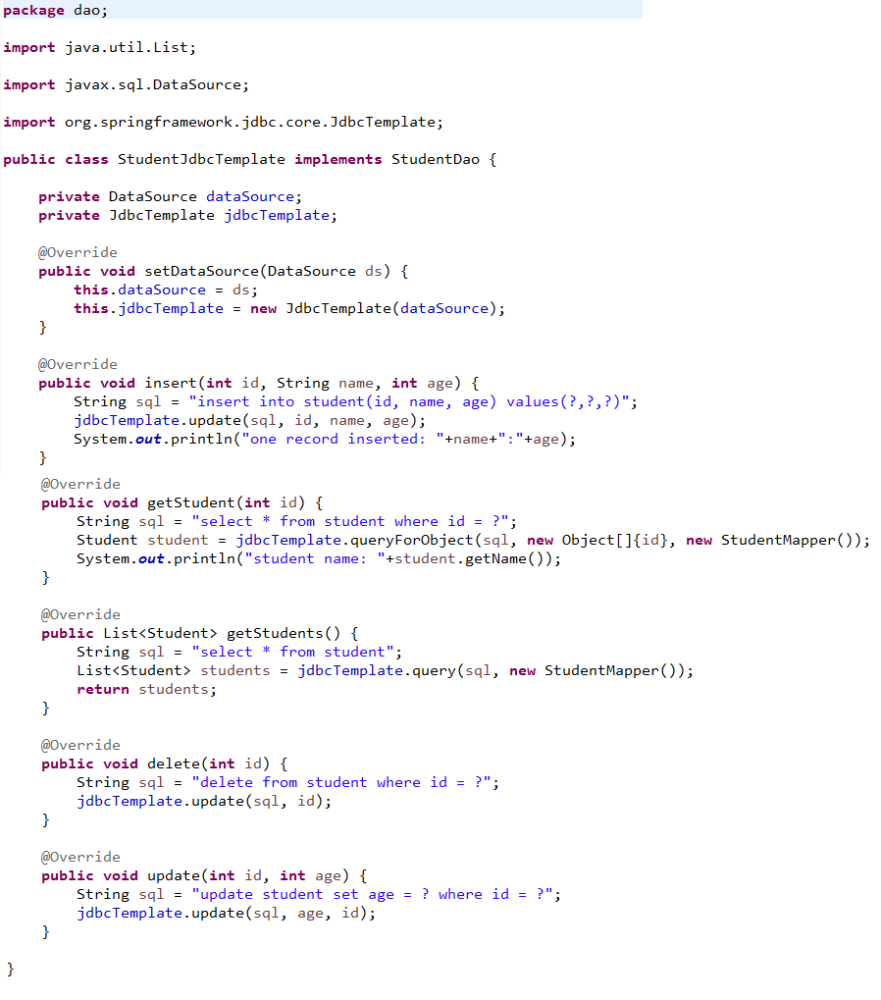 package dao;
import java.util.List;
import javax.sql.DataSource;
import org.springframework.jdbc.core.JdbcTemplate;
public class StudentJdbcTemplate implements StudentDao {
private DataSource dataSource;
private JdbcTemplate jdbcTemplate;
@Override
public void setDataSource(DataSource ds) {
this.dataSource = ds;
this.jdbcTemplate = new JdbcTemplate(dataSource);
}
@Override
public void insert(int id, String name, int age) {
String sql = "insert into student(id, name, age) values(?,?,?)";
jdbcTemplate.update(sql, id, name, age);
System.out.println("one record inserted: "+name+":"+age);
}
@Override
public void getStudent(int id) {
String sql = "select * from student where id = ?";
Student student = jdbcTemplate.queryForObject(sql, new Object[]{id}, new StudentMapper());
System.out.println("student name: "+student.getName());
}
@Override
public List<Student> getStudents() {
String sql = "select * from student";
List<Student> students = jdbcTemplate.query(sql, new StudentMapper());
return students;
}
@Override
public void delete(int id) {
String sql = "delete from student where id = ?";
jdbcTemplate.update(sql, id);
}
@Override
public void update(int id, int age) {
String sql = "update student set age = ? where id = ?";
jdbcTemplate.update(sql, age, id);
}
}